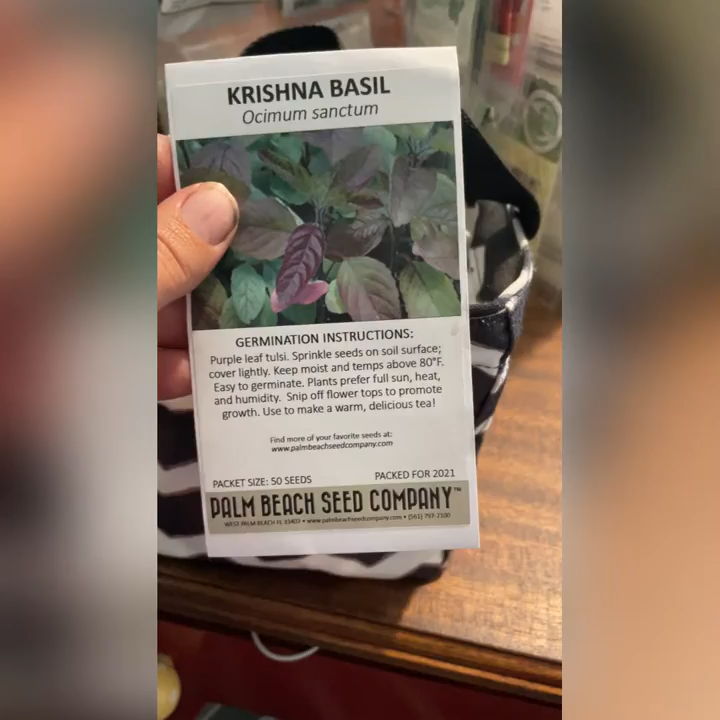 KRISHNA BASIL
Ocimum sanctum
GERMINATION INSTRUCTIONS:
Purple leaf tulsi. Sprinkle seeds on soil surface;
cover lightly. Keep moist and temps above 80°F.
Easy to germinate. Plants prefer full sun, heat,
and humidity. Snip off flower tops to promote
growth. Use to make a warm, delicious tea!
Find more of your favorite seeds at:
www.palmbeachseedcompany.com
PACKET SIZE: 50 SEEDS PACKED FOR 2021
PALM BEACH SEED COMPANY™
WEST PALM BEACH FL 33403 • www.palmbeachseedcompany.com • (561) 797-2100